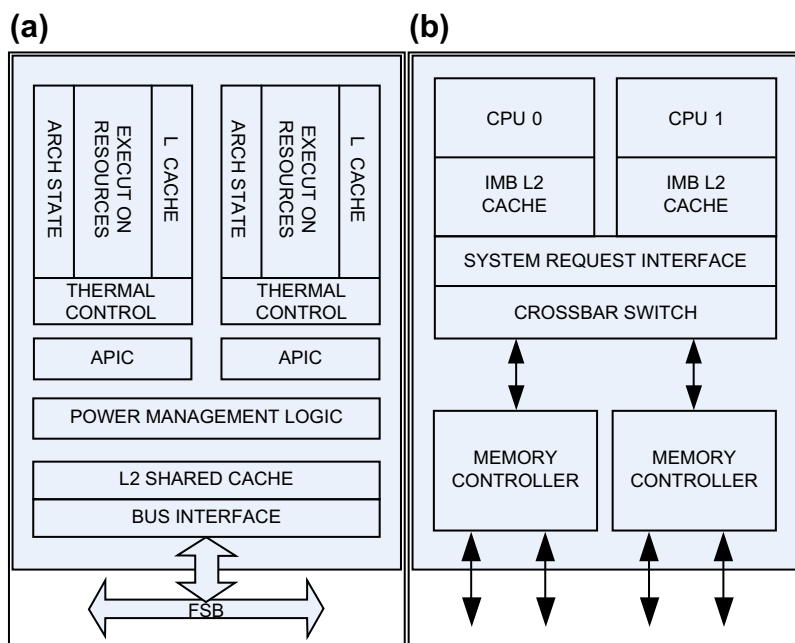 (a)
ARCH STATE
EXECUT ON
RESOURCES
L CACHE
THERMAL
CONTROL
APIC
ARCH STATE
EXECUT ON
RESOURCES
L CACHE
THERMAL
CONTROL
APIC
POWER MANAGEMENT LOGIC
L2 SHARED CACHE
BUS INTERFACE
FSB
(b)
CPU 0
IMB L2
CACHE
CPU 1
IMB L2
CACHE
SYSTEM REQUEST INTERFACE
CROSSBAR SWITCH
MEMORY
CONTROLLER
MEMORY
CONTROLLER